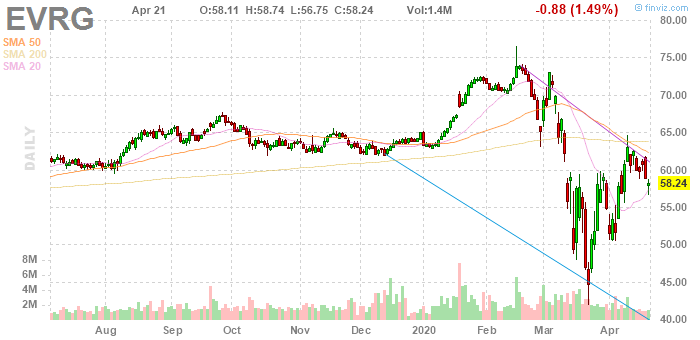 EVRG
Apr 21 O:58.11 H:58.74 L:56.75 C:58.24 Vol:1.4M -0.88 (1.49%)
© finviz.com
SMA 50
SMA 200
SMA 20
DAILY
80.00
75.00
70.00
65.00
60.00
58.24
55.00
50.00
45.00
40.00
8M
6M
4M
2M
Aug Sep Oct Nov Dec 2020 Feb Mar Apr